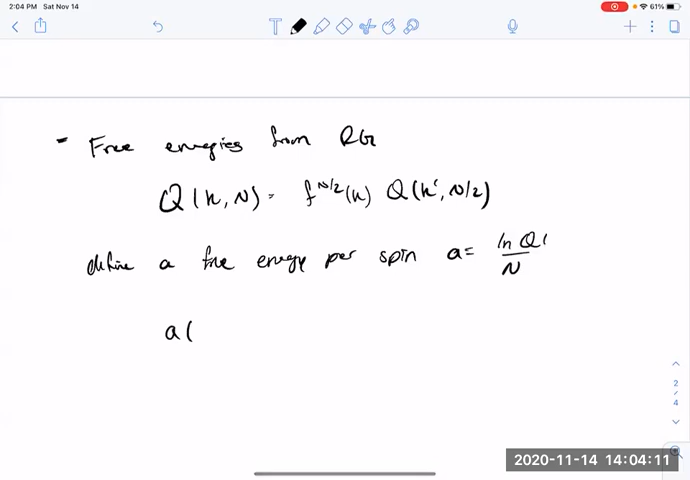 2:04 PM Sat Nov 14
61%
- Free energies from RG
Q(K, N) = f^{N/2}(K) Q(K', N/2)
define a free energy per spin a = ln Q( / N
a(
2
/
4
2020-11-14 14:04:11